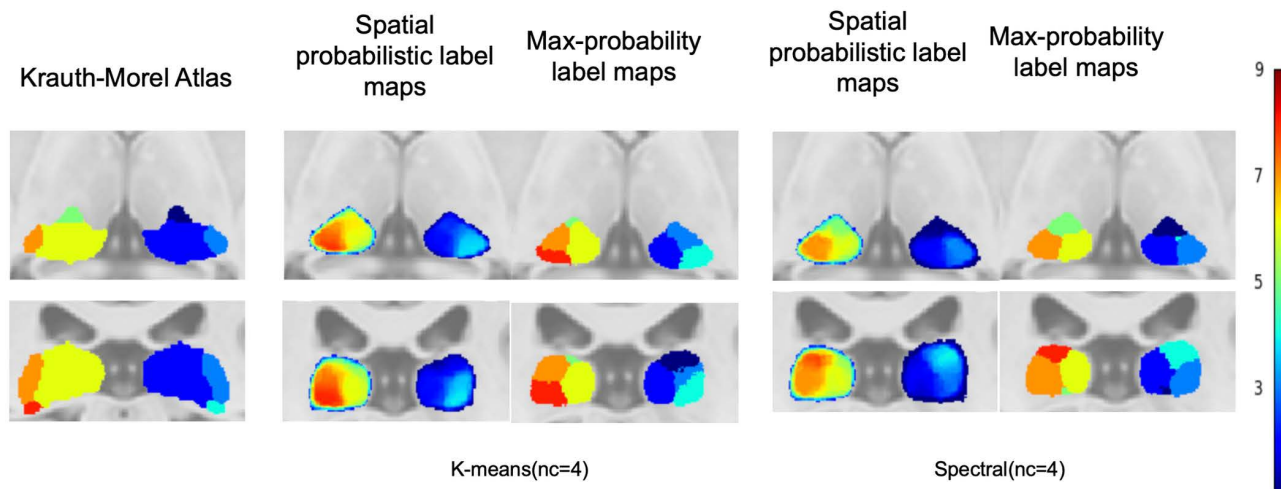 Krauth-Morel Atlas
Spatial
probabilistic label
maps
Max-probability
label maps
Spatial
probabilistic label
maps
Max-probability
label maps
9
7
5
3
K-means(nc=4)
Spectral(nc=4)